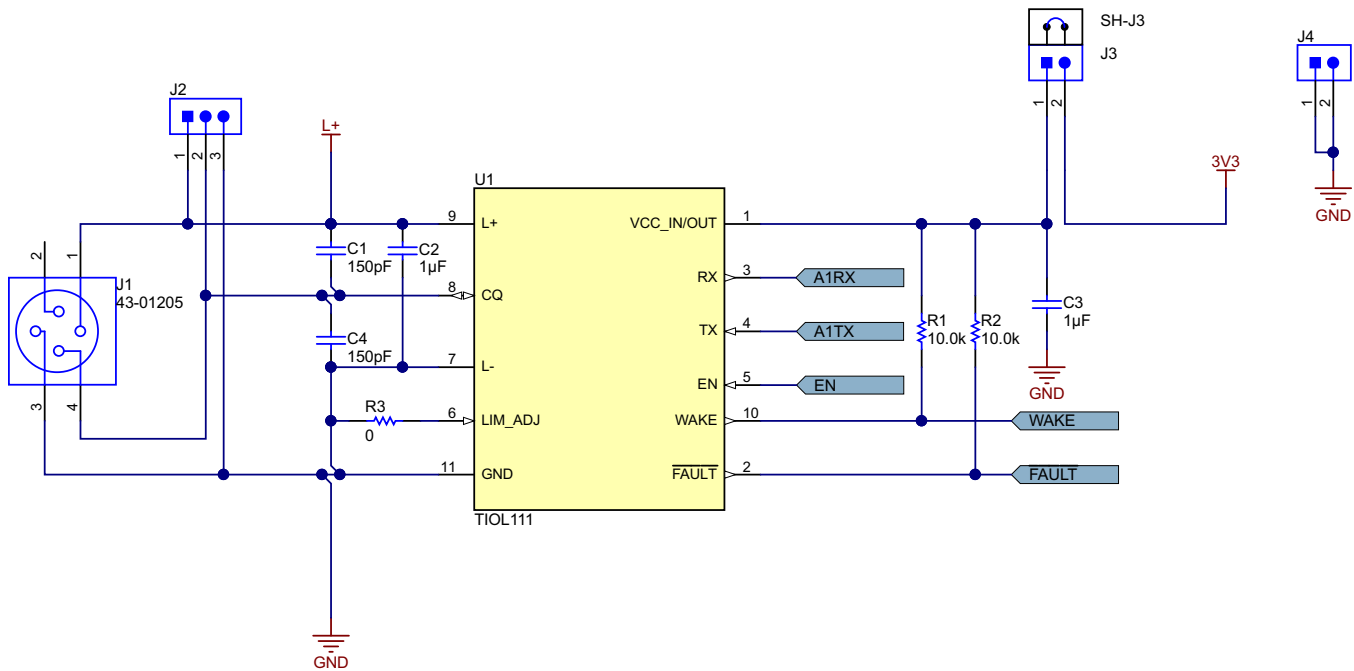 SH-J3
J3
J4
J2
1
2
3
L+
1
2
1
2
3V3
GND
U1
9
L+
VCC_IN/OUT
1
C1
150pF
C2
1µF
2
1
J1
43-01205
8
CQ
RX
3
A1RX
C3
1µF
C4
150pF
TX
4
A1TX
R1
10.0k
R2
10.0k
7
L-
EN
5
EN
GND
3
4
R3
0
6
LIM_ADJ
WAKE
10
WAKE
11
GND
FAULT
2
FAULT
TIOL111
GND